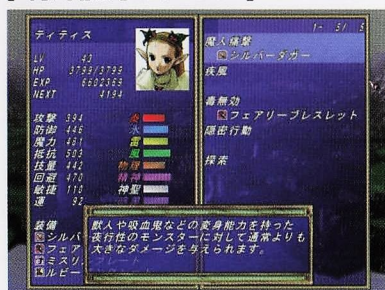 ティティス
LV 43
HP 3799/3799
EXP 6602369
NEXT 4194
攻撃 394
防御 446
魔力 481
抵抗 503
技量 442
回避 470
敏捷 110
運 92
炎
氷
雷
風
物理
精神
神聖
装備
シルバ
フェア
ミスリ
ルビー
1- 5/ 5
魔人痛撃
シルバーダガー
疾風
毒無効
フェアリーブレスレット
隠密行動
探索
獣人や吸血鬼などの変身能力を持った
夜行性のモンスターに対して通常よりも
大きなダメージを与えられます。